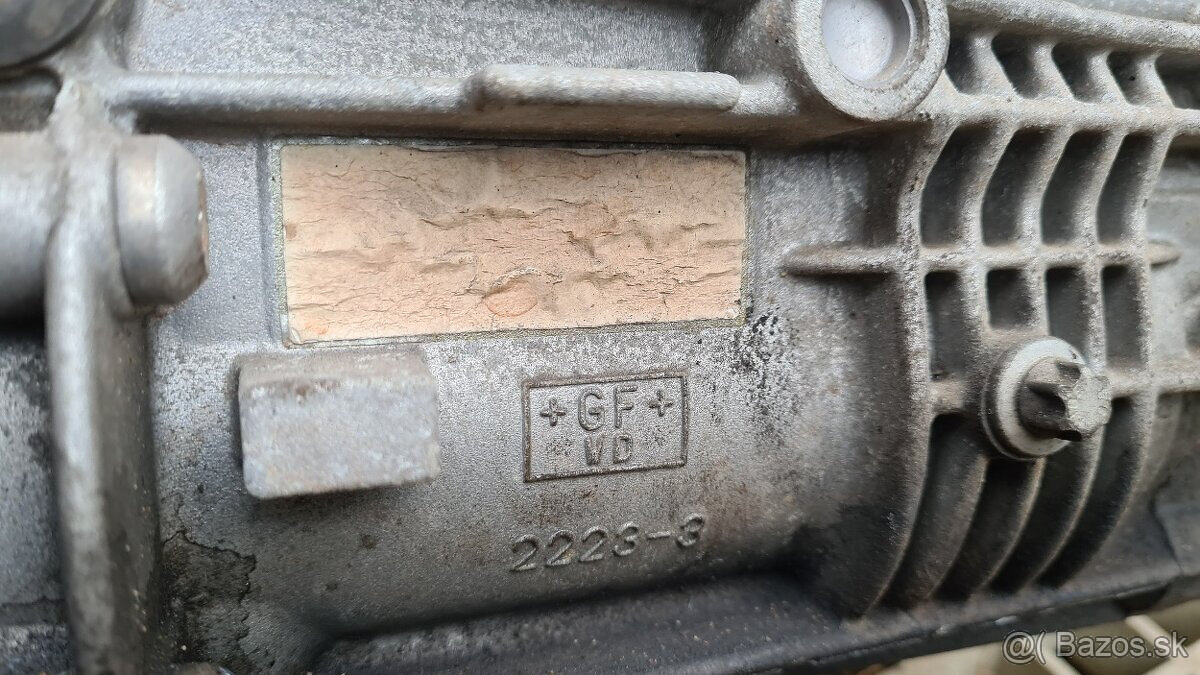 +GF+
VD
2223-3
@( Bazos.sk